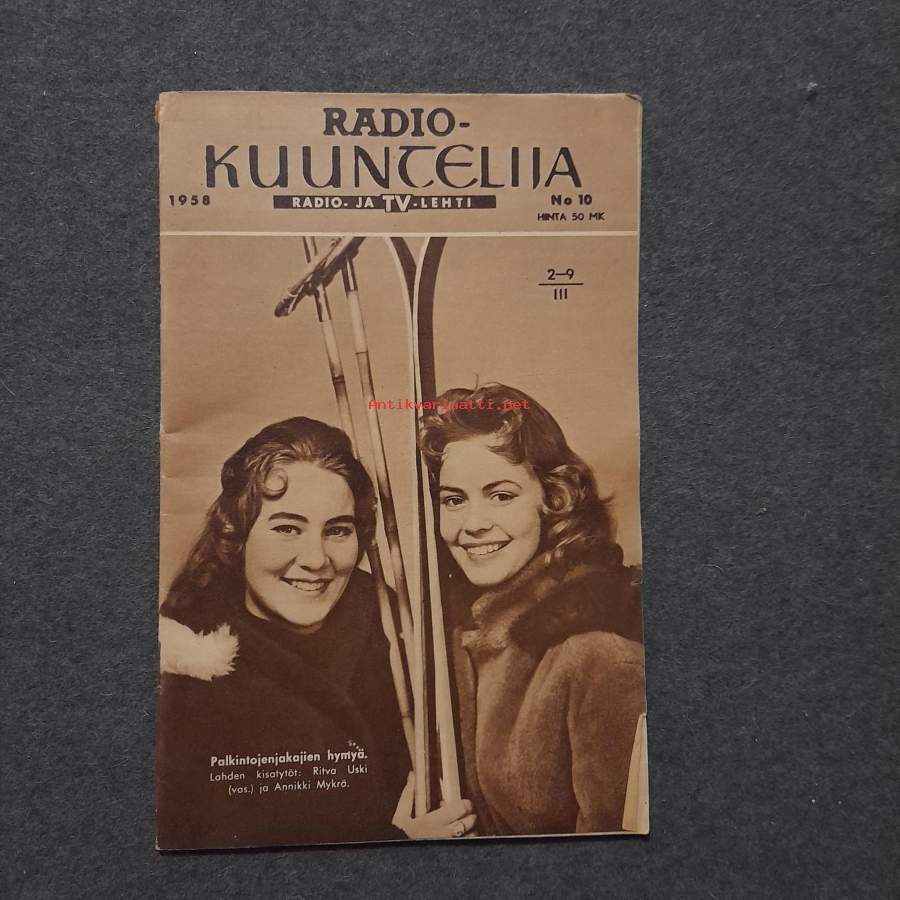 RADIO-
KUUNTELIJA
1958
RADIO- JA TV-LEHTI
No 10
HINTA 50 MK
2—9
III
Antikvariaatti.net
Palkintojenjakajien hymyä.
Lahden kisatytöt: Ritva Uski
(vas.) ja Annikki Mykrä.